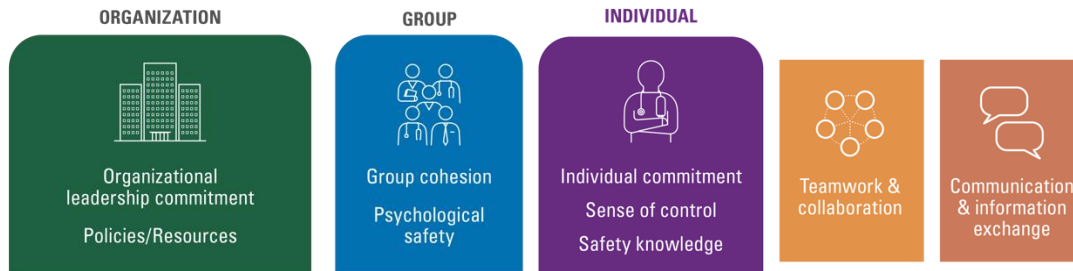 ORGANIZATION
Organizational
leadership commitment
Policies/Resources
GROUP
Group cohesion
Psychological
safety
INDIVIDUAL
Individual commitment
Sense of control
Safety knowledge
Teamwork &
collaboration
Communication
& information
exchange